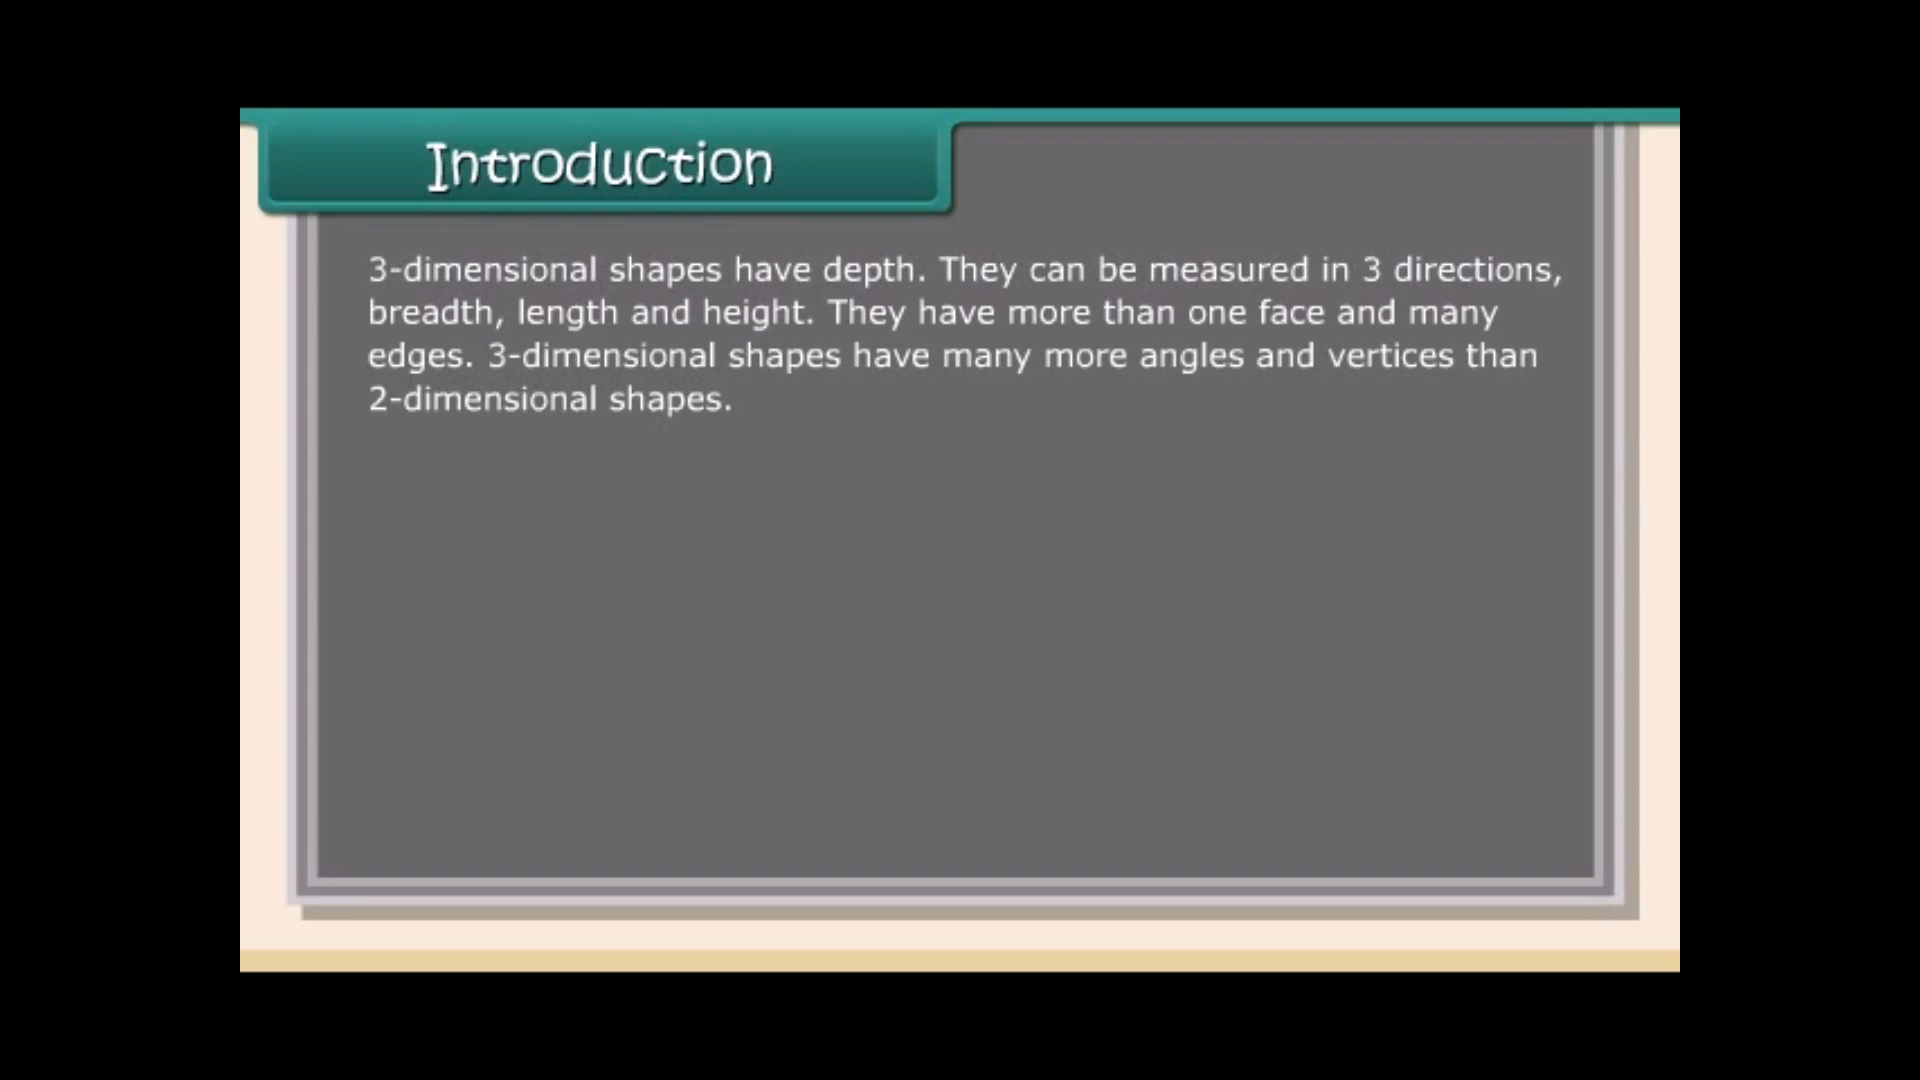 Introduction
3-dimensional shapes have depth. They can be measured in 3 directions,
breadth, length and height. They have more than one face and many
edges. 3-dimensional shapes have many more angles and vertices than
2-dimensional shapes.